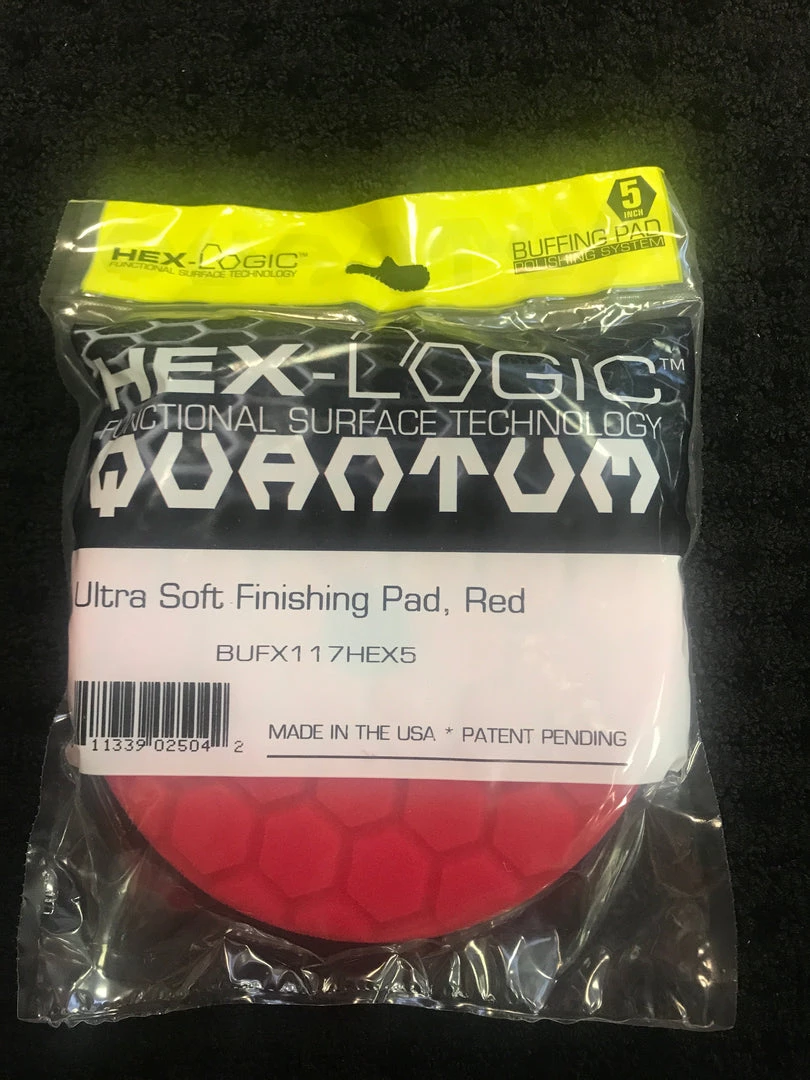 5
INCH
HEX-LOGIC™
FUNCTIONAL SURFACE TECHNOLOGY
BUFFING PAD
POLISHING SYSTEM
HEX-LOGIC™
FUNCTIONAL SURFACE TECHNOLOGY
QUANTUM
Ultra Soft Finishing Pad, Red
BUFX117HEX5
11339 02504 2
MADE IN THE USA * PATENT PENDING